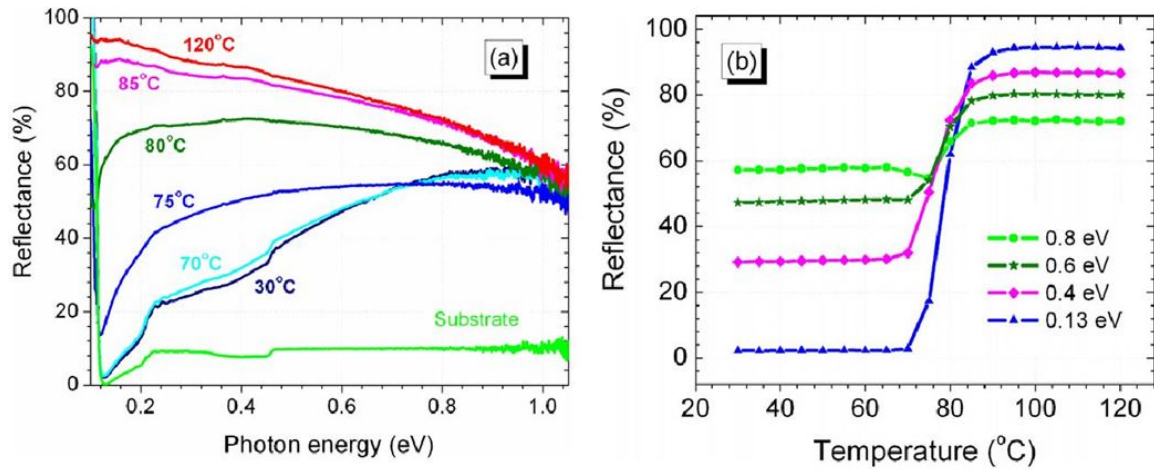 (a)
120°C
85°C
80°C
75°C
70°C
30°C
Substrate
Reflectance (%)
100
80
60
40
20
0
0.2 0.4 0.6 0.8 1.0
Photon energy (eV)
(b)
Reflectance (%)
100
80
60
40
20
0
0.8 eV
0.6 eV
0.4 eV
0.13 eV
20 40 60 80 100 120
Temperature (°C)